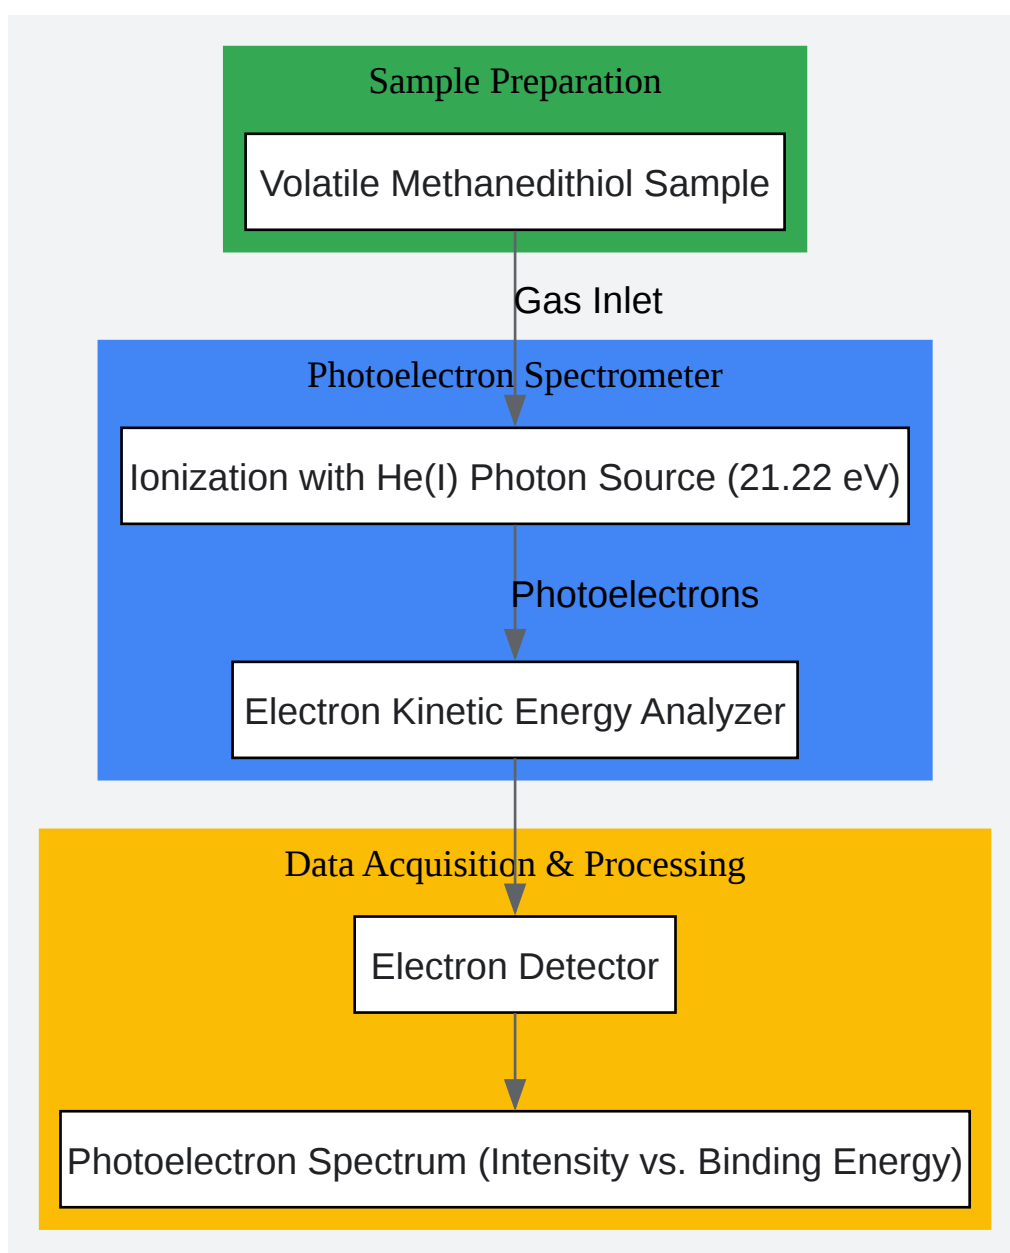 Sample Preparation
Volatile Methanedithiol Sample
Gas Inlet
Photoelectron Spectrometer
Ionization with He(I) Photon Source (21.22 eV)
Photoelectrons
Electron Kinetic Energy Analyzer
Data Acquisition & Processing
Electron Detector
Photoelectron Spectrum (Intensity vs. Binding Energy)